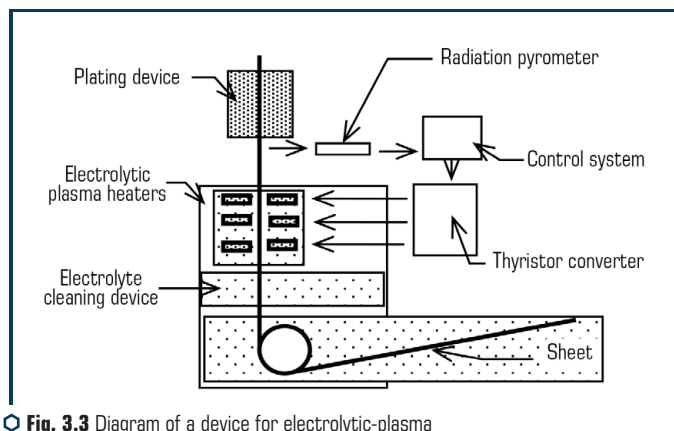 Plating device
Radiation pyrometer
Control system
Electrolytic
plasma heaters
Thyristor converter
Electrolyte
cleaning device
Sheet
Fig. 3.3 Diagram of a device for electrolytic-plasma